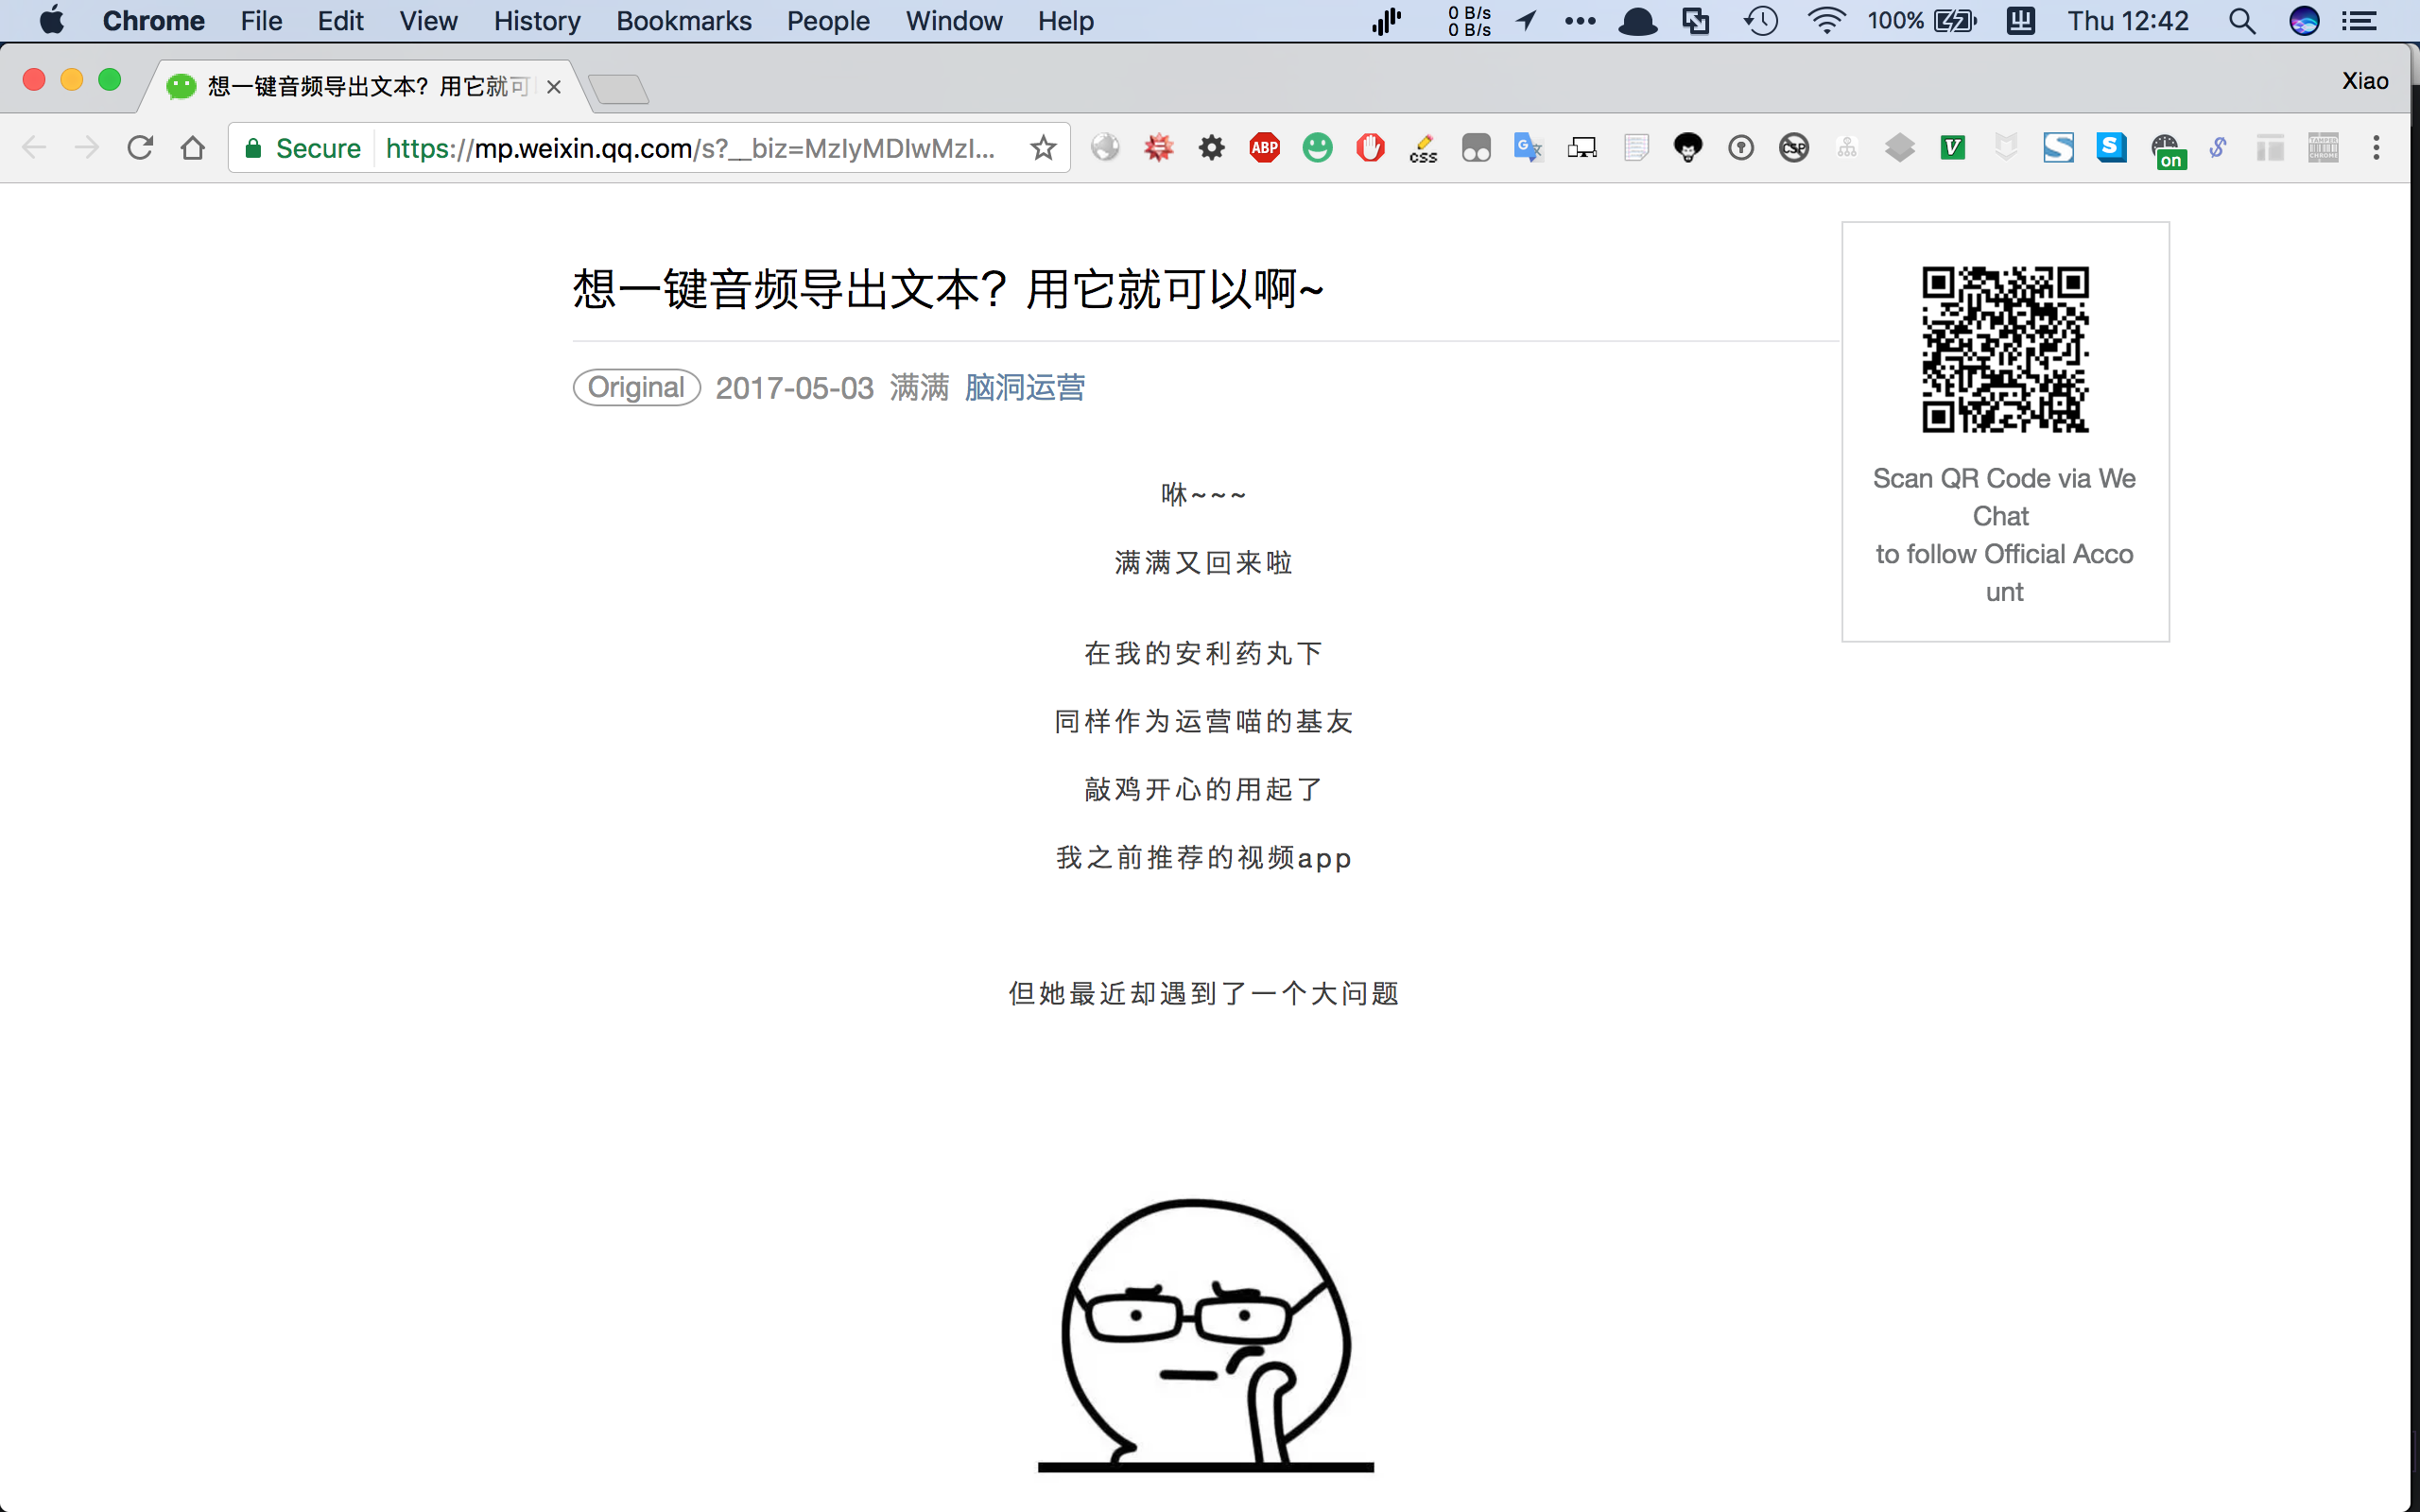 Chrome File Edit View History Bookmarks People Window Help 0 B/s 0 B/s 100% Thu 12:42
想一键音频导出文本？用它就可 Xiao
Secure https://mp.weixin.qq.com/s?__biz=MzIyMDIwMzI... ABP css CSP on
想一键音频导出文本？用它就可以啊~
Original 2017-05-03 满满 脑洞运营
Scan QR Code via We
Chat
to follow Official Acco
unt
咻~~~
满满又回来啦
在我的安利药丸下
同样作为运营喵的基友
敲鸡开心的用起了
我之前推荐的视频app
但她最近却遇到了一个大问题